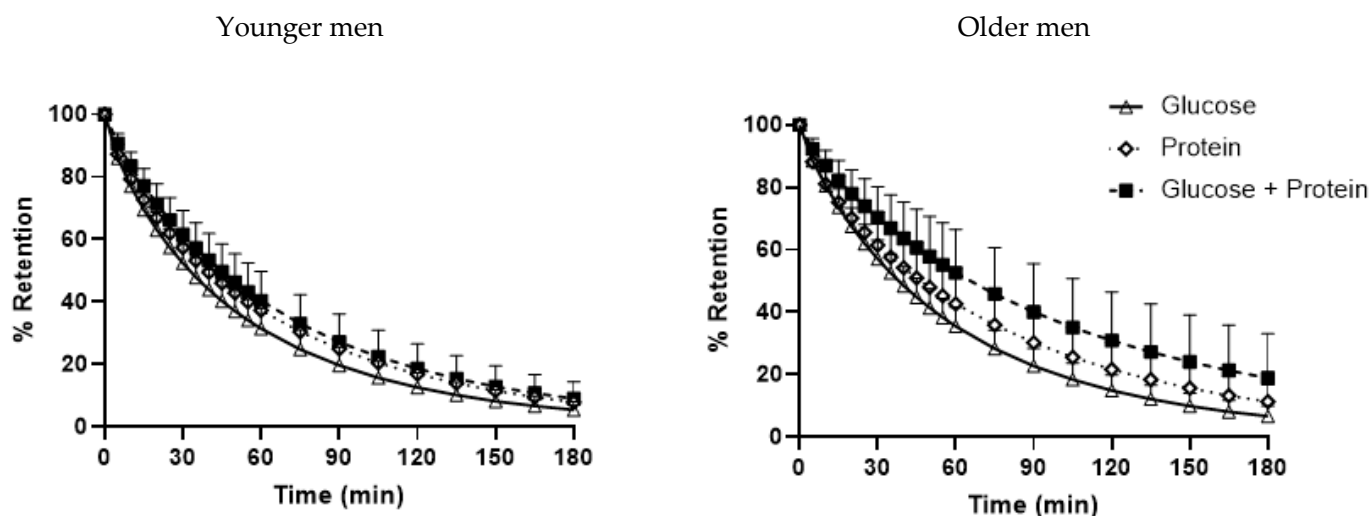 Younger men
Older men
% Retention
100
80
60
40
20
0
0 30 60 90 120 150 180
Time (min)
% Retention
100
80
60
40
20
0
0 30 60 90 120 150 180
Time (min)
Glucose
Protein
Glucose + Protein